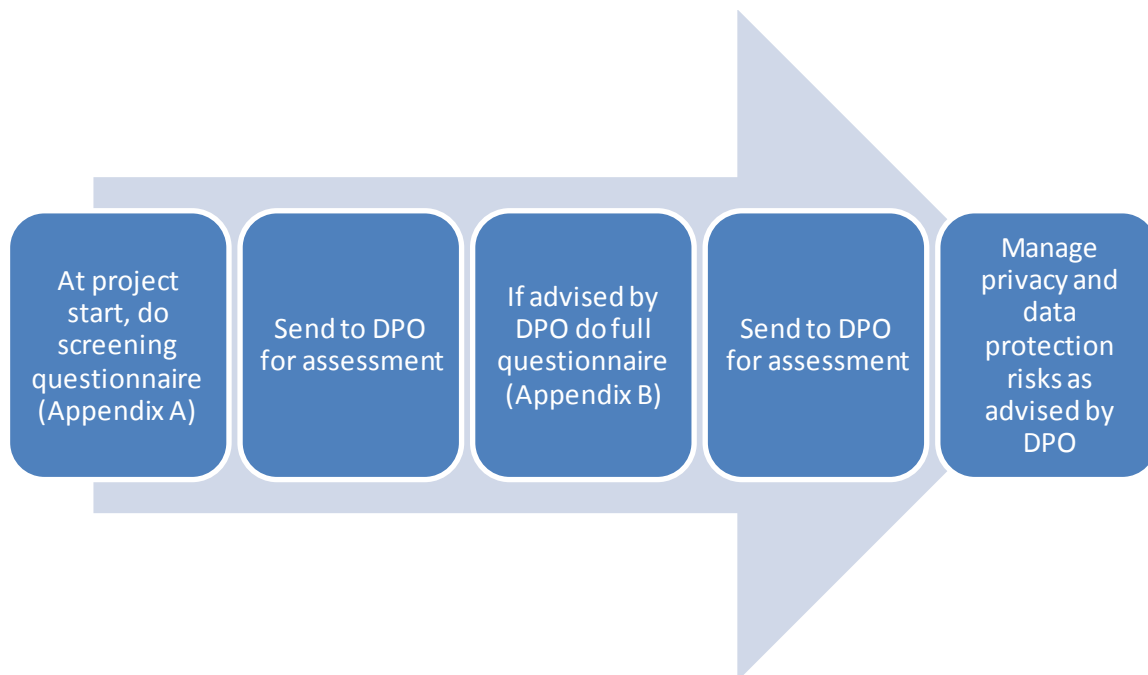 At project
start, do
screening
questionnaire
(Appendix A)
Send to DPO
for assessment
If advised by
DPO do full
questionnaire
(Appendix B)
Send to DPO
for assessment
Manage
privacy and
data
protection
risks as
advised by
DPO